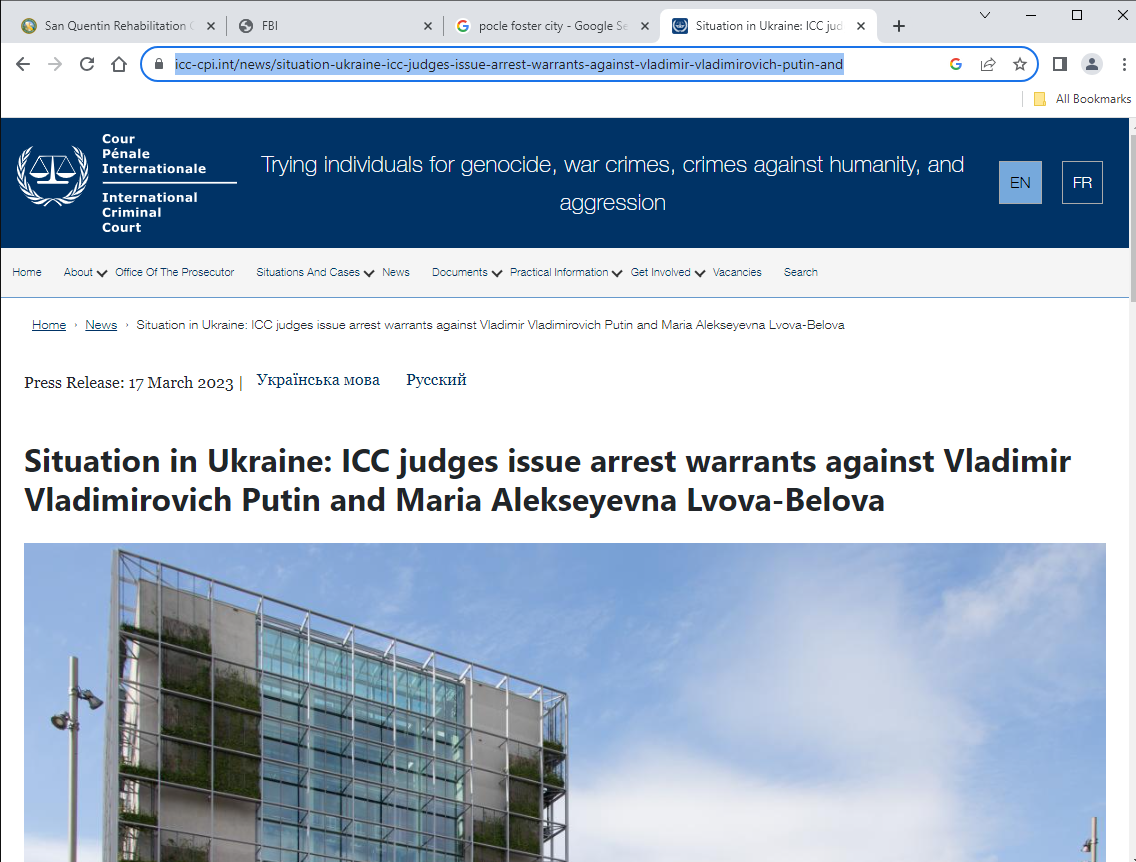 San Quentin Rehabilitation C
FBI
pocle foster city - Google Se
Situation in Ukraine: ICC jud
icc-cpi.int/news/situation-ukraine-icc-judges-issue-arrest-warrants-against-vladimir-vladimirovich-putin-and
All Bookmarks
Cour
Pénale
Internationale
International
Criminal
Court
Trying individuals for genocide, war crimes, crimes against humanity, and
aggression
EN
FR
Home About Office Of The Prosecutor Situations And Cases News Documents Practical Information Get Involved Vacancies Search
Home › News › Situation in Ukraine: ICC judges issue arrest warrants against Vladimir Vladimirovich Putin and Maria Alekseyevna Lvova-Belova
Press Release: 17 March 2023 | Українська мова Русский
Situation in Ukraine: ICC judges issue arrest warrants against Vladimir
Vladimirovich Putin and Maria Alekseyevna Lvova-Belova